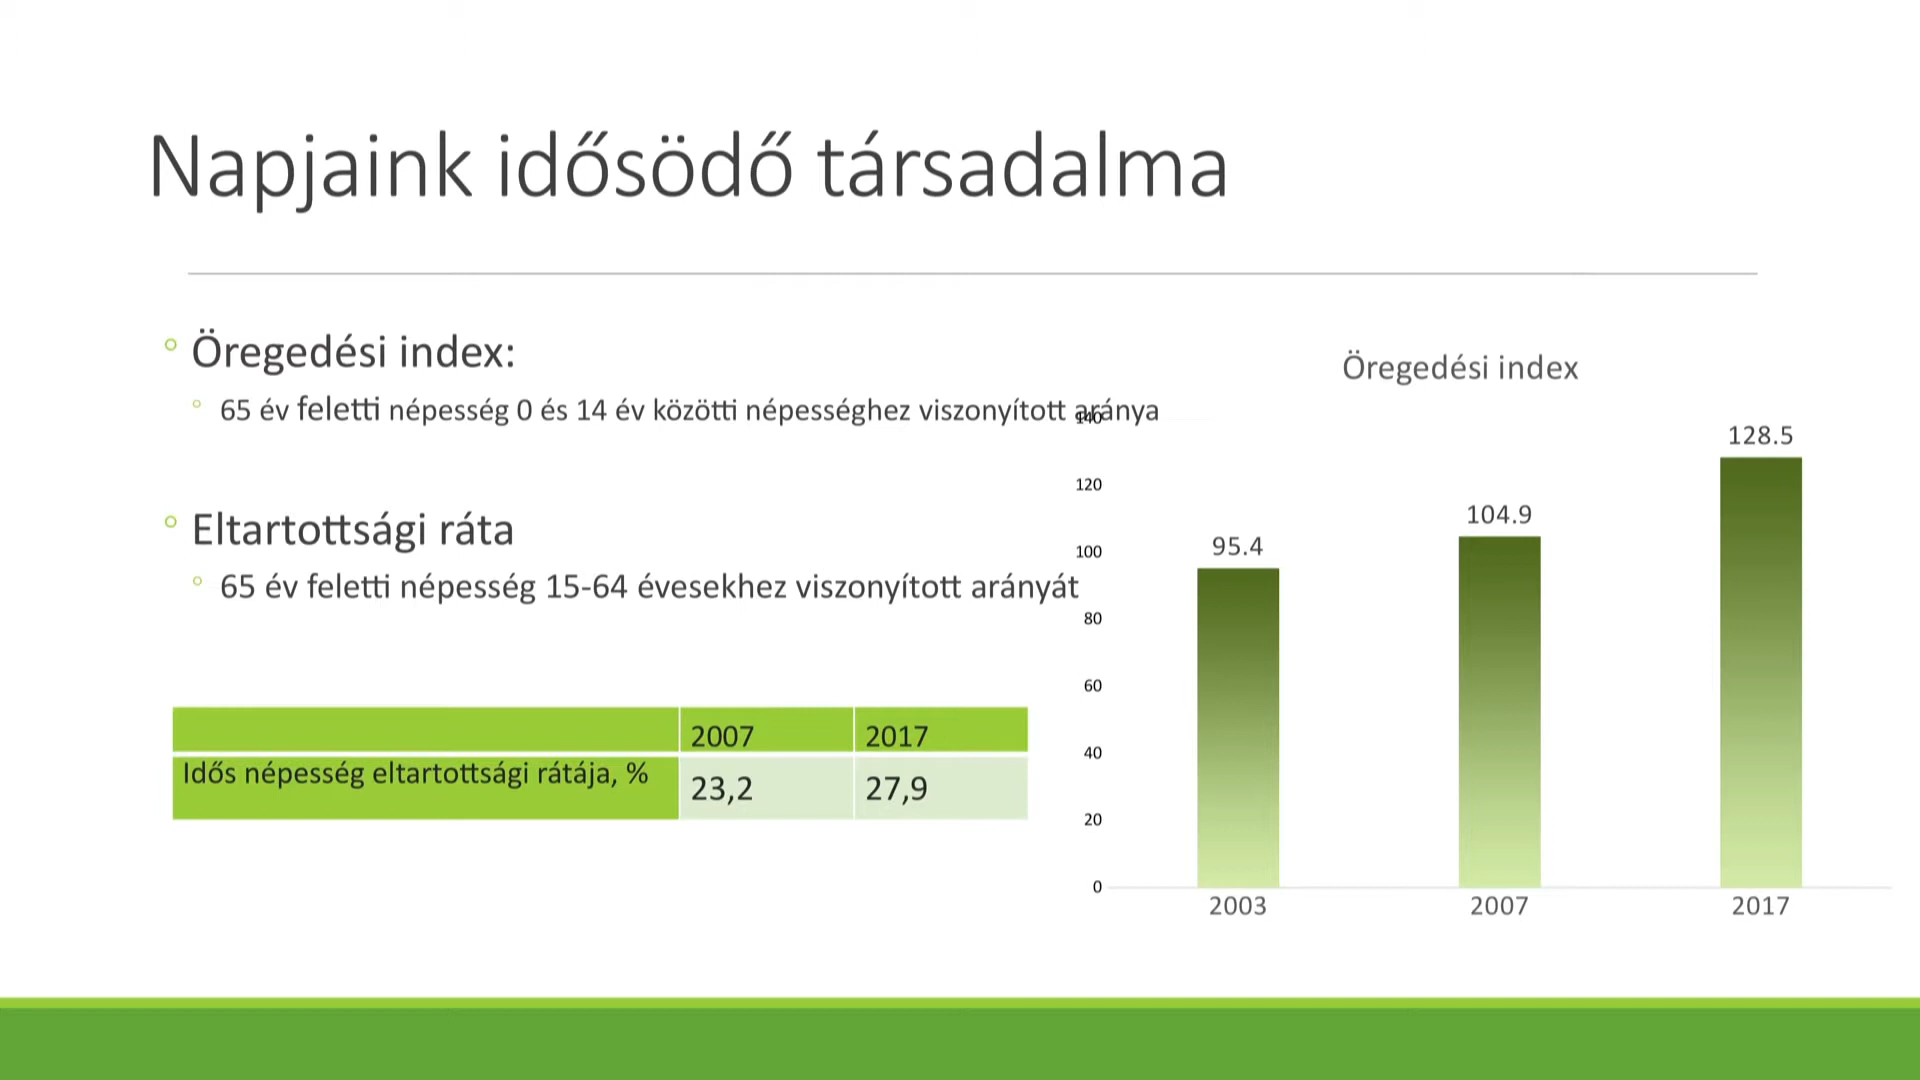 Napjaink idősödő társadalma
Öregedési index:
65 év feletti népesség 0 és 14 év közötti népességhez viszonyított aránya
Eltartottsági ráta
65 év feletti népesség 15-64 évesekhez viszonyított arányát
2007 2017
Idős népesség eltartottsági rátája, % 23,2 27,9
Öregedési index
140
120
100
80
60
40
20
0
95.4
104.9
128.5
2003 2007 2017